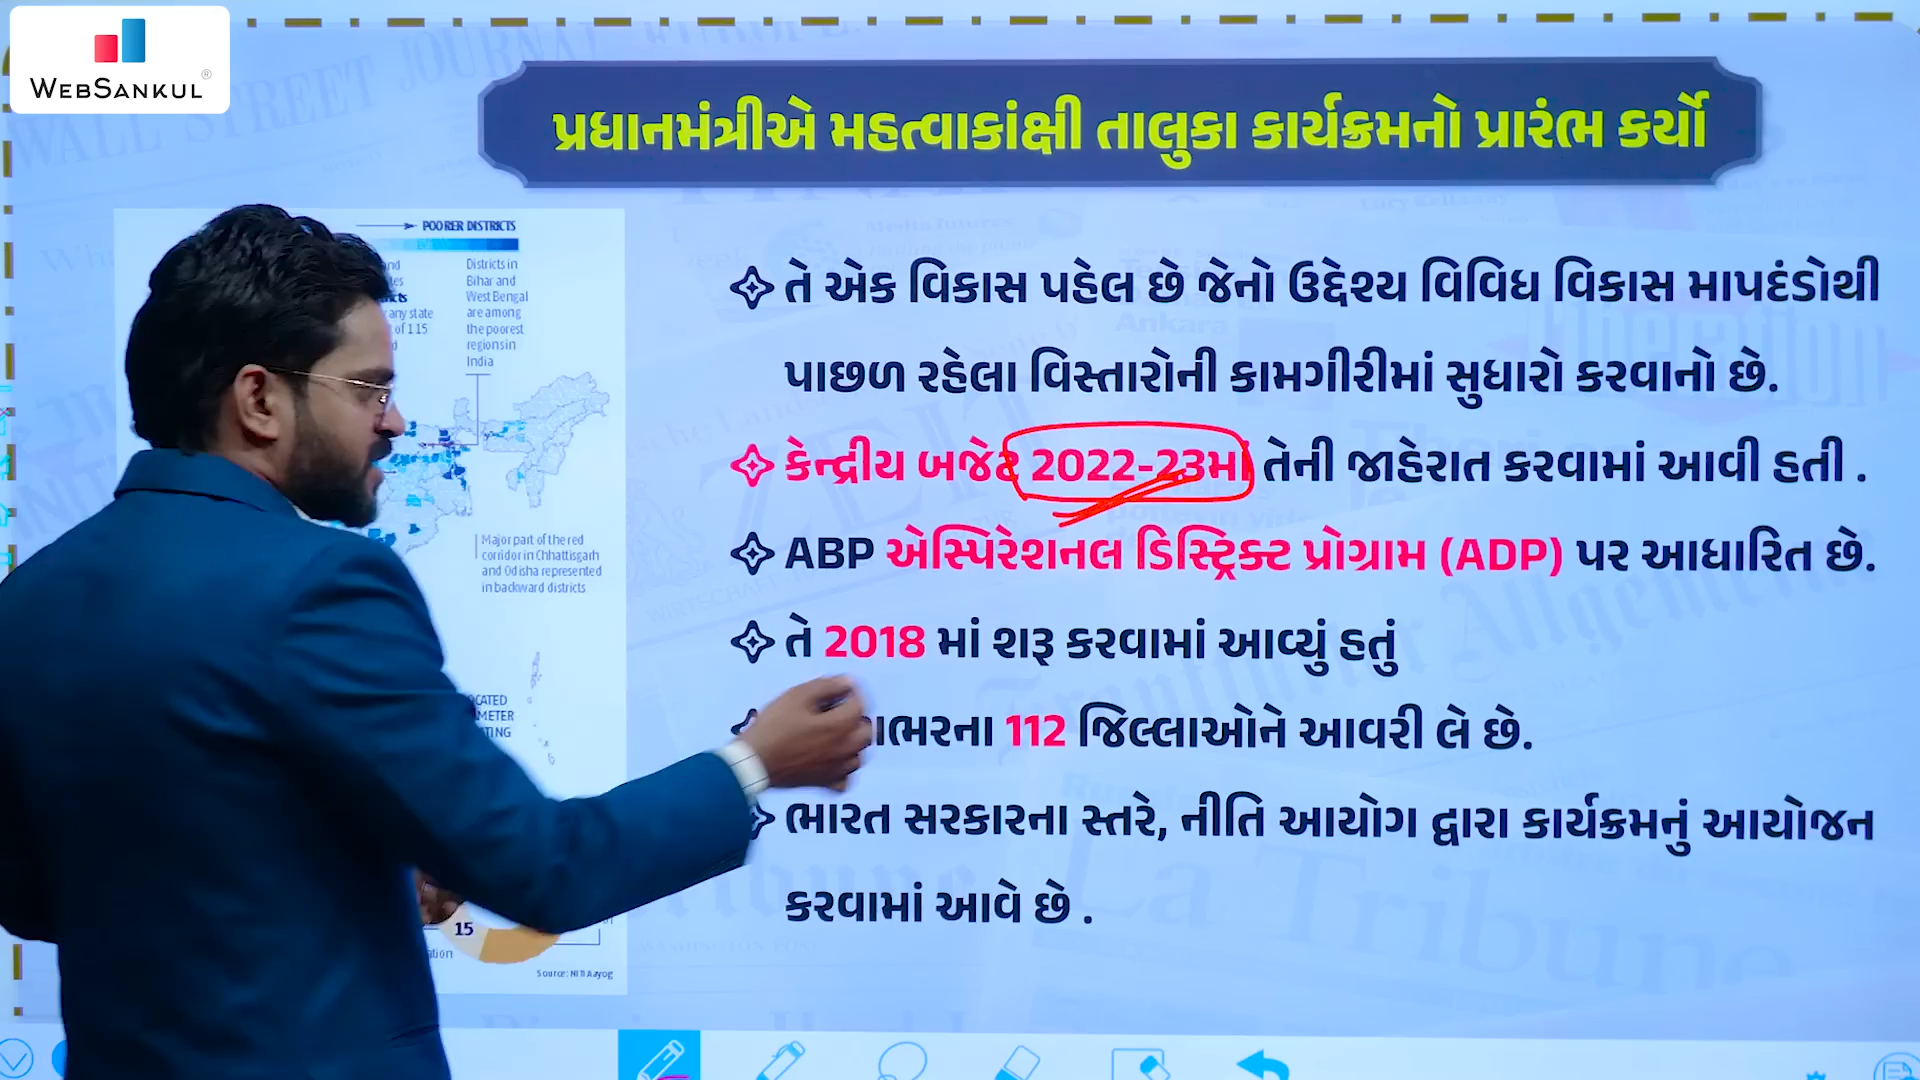 WEBSANKUL®
પ્રધાનમંત્રીએ મહત્વાકાંક્ષી તાલુકા કાર્યક્રમનો પ્રારંભ કર્યો
POORER DISTRICTS
Districts in
Bihar and
West Bengal
are among
the poorest
regions in
India
any state
of 115
Major part of the red
corridor in Chhattisgarh
and Odisha represented
in backward districts
15
Source: NITI Aayog
તે એક વિકાસ પહેલ છે જેનો ઉદ્દેશ્ય વિવિધ વિકાસ માપદંડોથી
પાછળ રહેલા વિસ્તારોની કામગીરીમાં સુધારો કરવાનો છે.
કેન્દ્રીય બજેટ 2022-23માં તેની જાહેરાત કરવામાં આવી હતી .
ABP એસ્પિરેશનલ ડિસ્ટ્રિક્ટ પ્રોગ્રામ (ADP) પર આધારિત છે.
તે 2018 માં શરૂ કરવામાં આવ્યું હતું
112 જિલ્લાઓને આવરી લે છે.
ભારત સરકારના સ્તરે, નીતિ આયોગ દ્વારા કાર્યક્રમનું આયોજન
કરવામાં આવે છે .